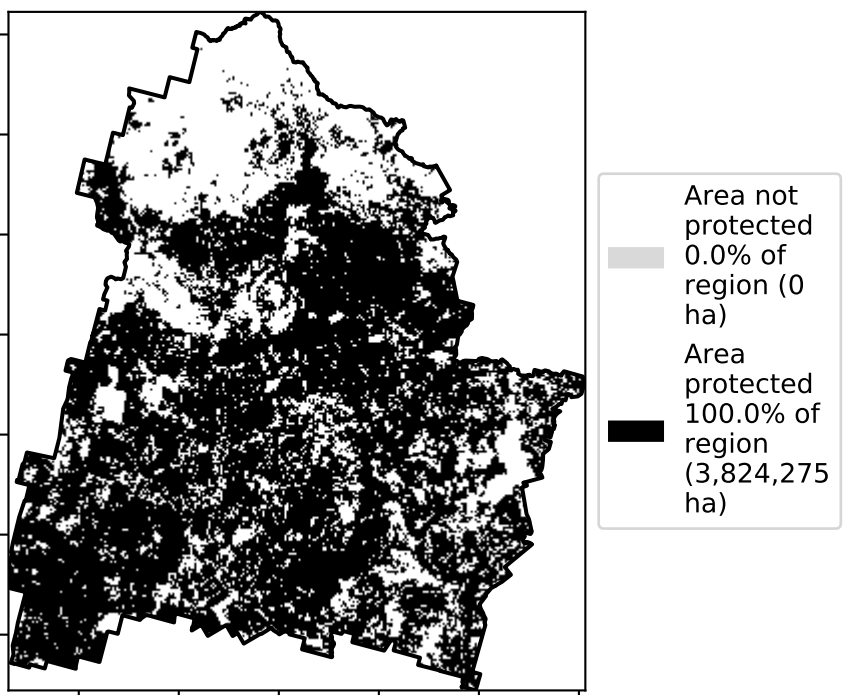 Area not
protected
0.0% of
region (0
ha)
Area
protected
100.0% of
region
(3,824,275
ha)